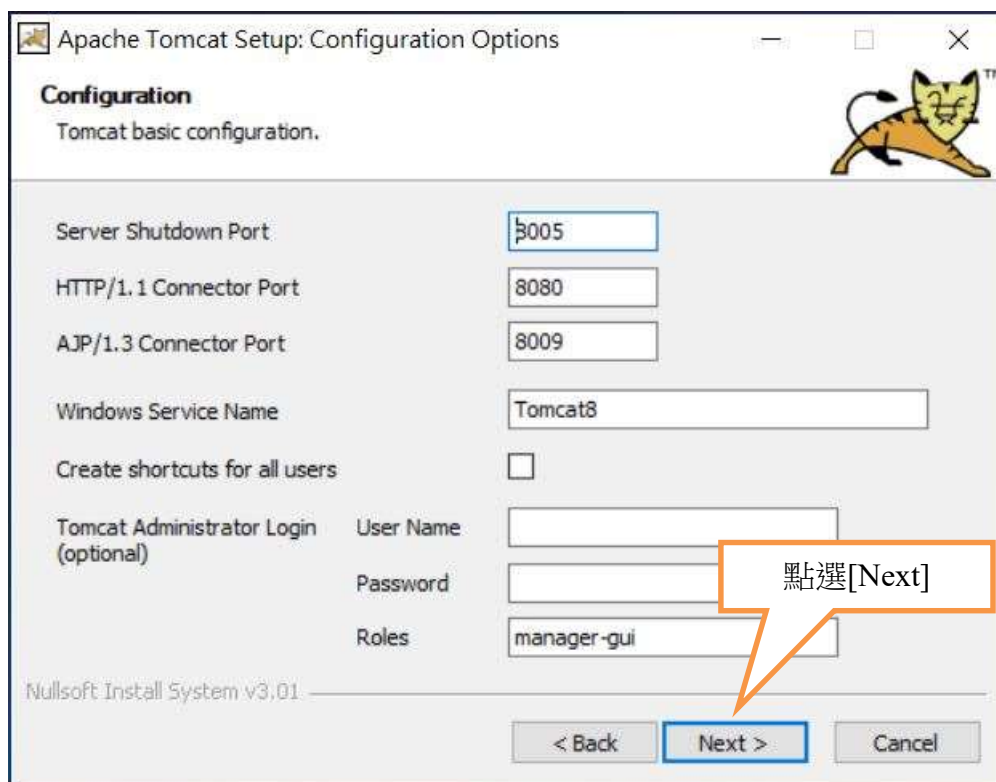 Apache Tomcat Setup: Configuration Options
Configuration
Tomcat basic configuration.
TM
Server Shutdown Port 8005
HTTP/1.1 Connector Port 8080
AJP/1.3 Connector Port 8009
Windows Service Name Tomcat8
Create shortcuts for all users
Tomcat Administrator Login
(optional)
User Name
Password
點選[Next]
Roles manager-gui
Nullsoft Install System v3.01
< Back Next > Cancel